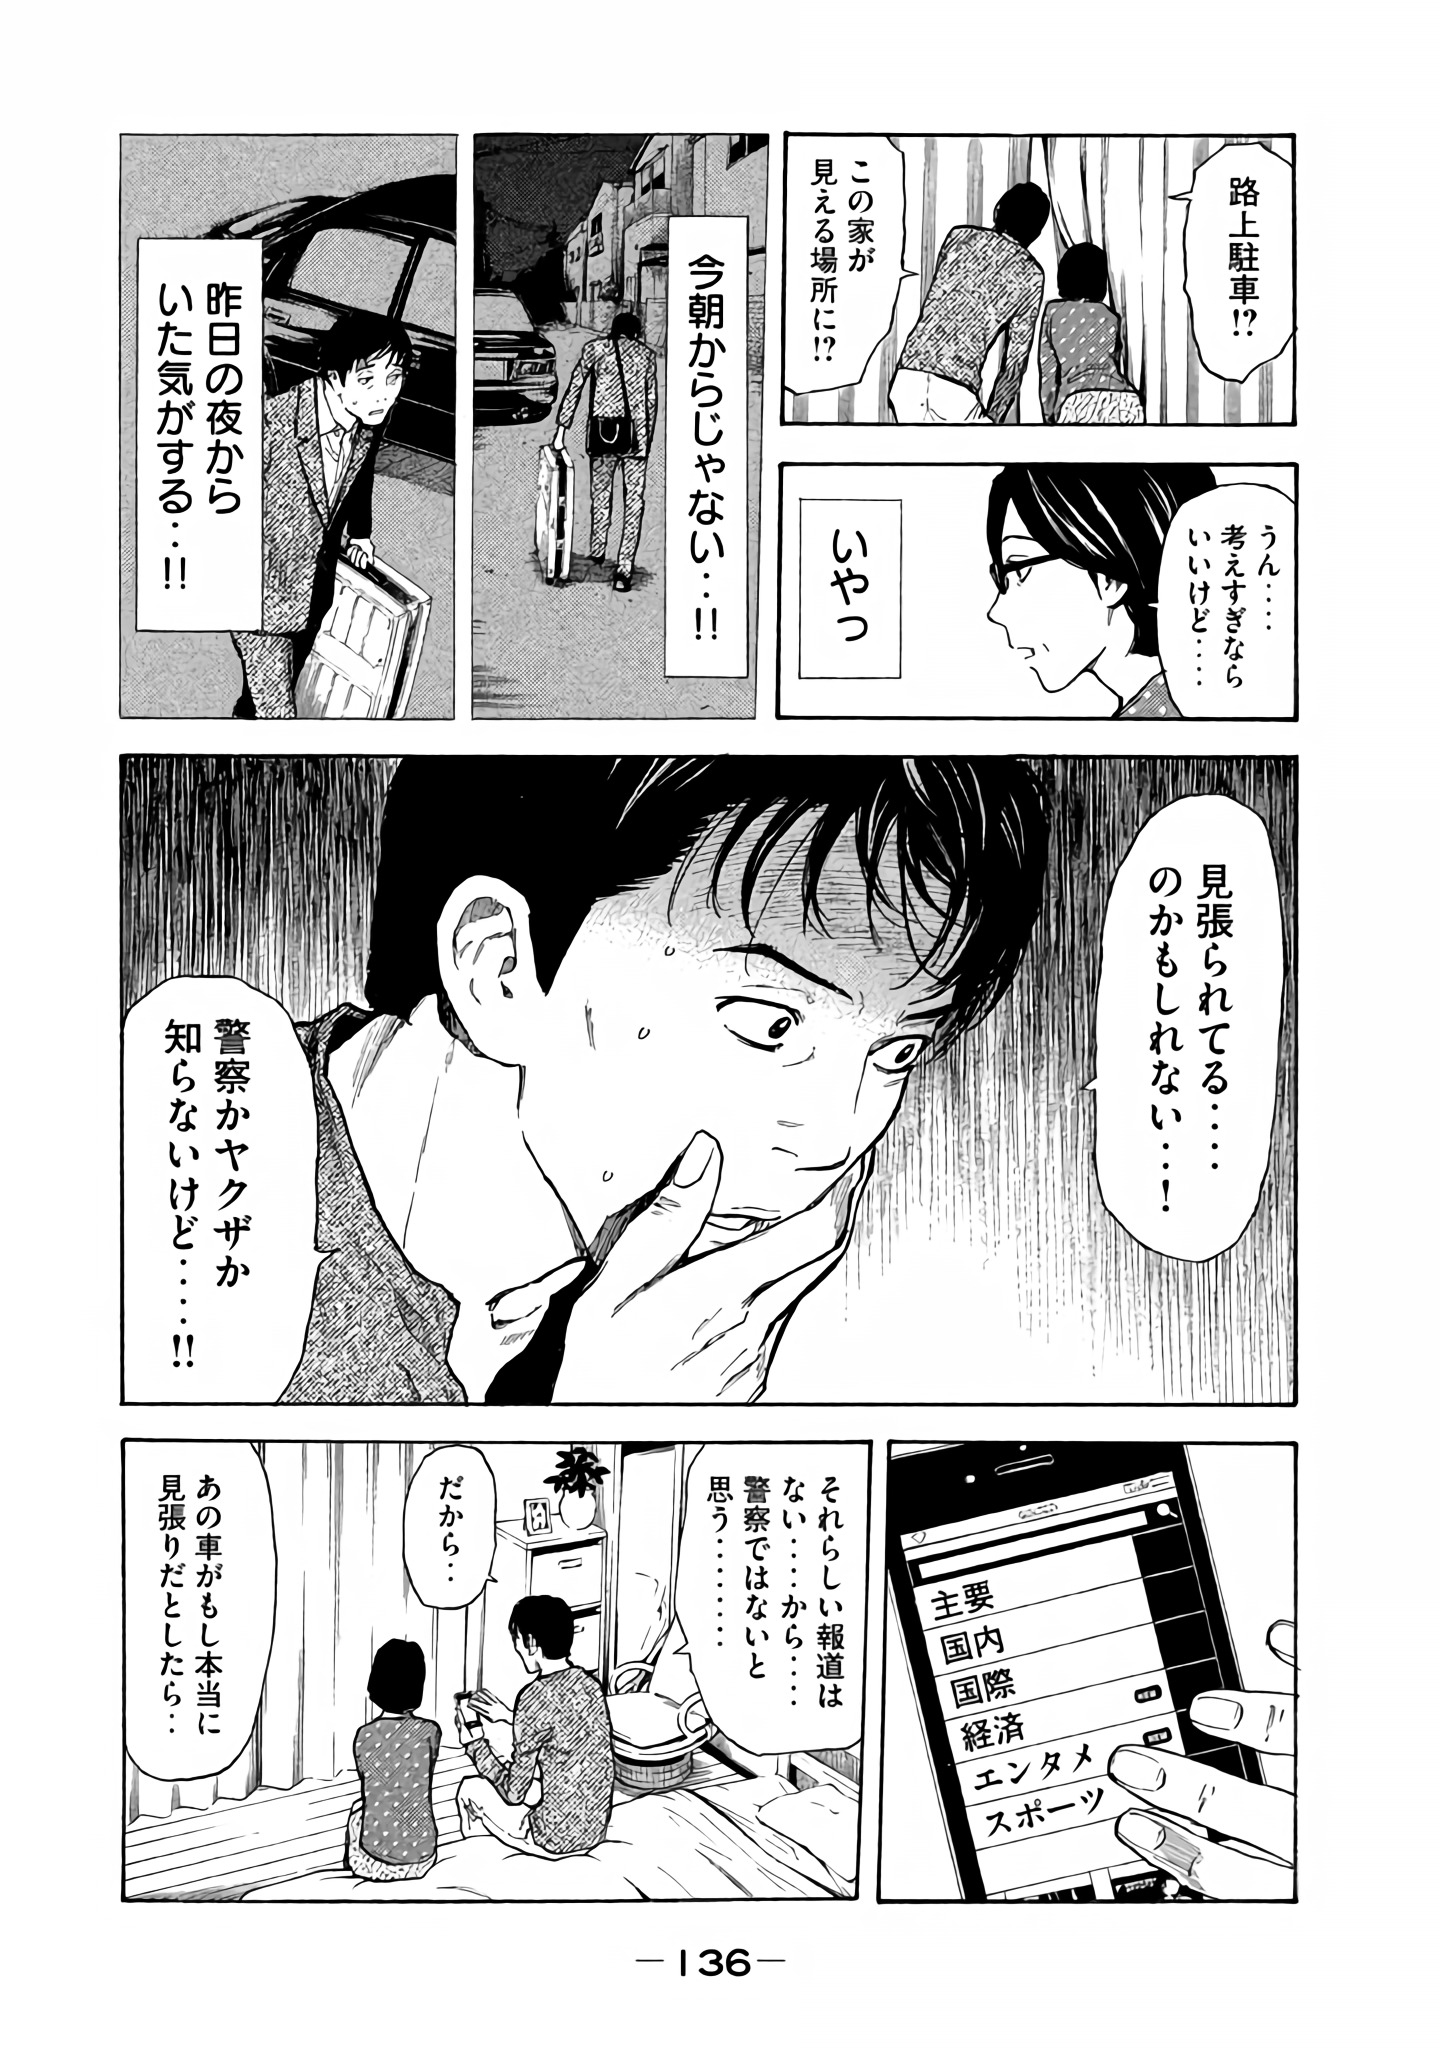 路上駐車!?
この家が
見える場所に!?
うん‥‥
考えすぎなら
いいけど‥‥
いやっ
今朝からじゃない‥!!
昨日の夜から
いた気がする‥!!
見張られてる‥‥
のかもしれない‥!
警察かヤクザか
知らないけど‥‥!!
主要
国内
国際
経済
エンタメ
スポーツ
それらしい報道は
ない‥‥から‥‥
警察ではないと
思う‥‥‥‥
だから‥
あの車がもし本当に
見張りだとしたら‥
—136—